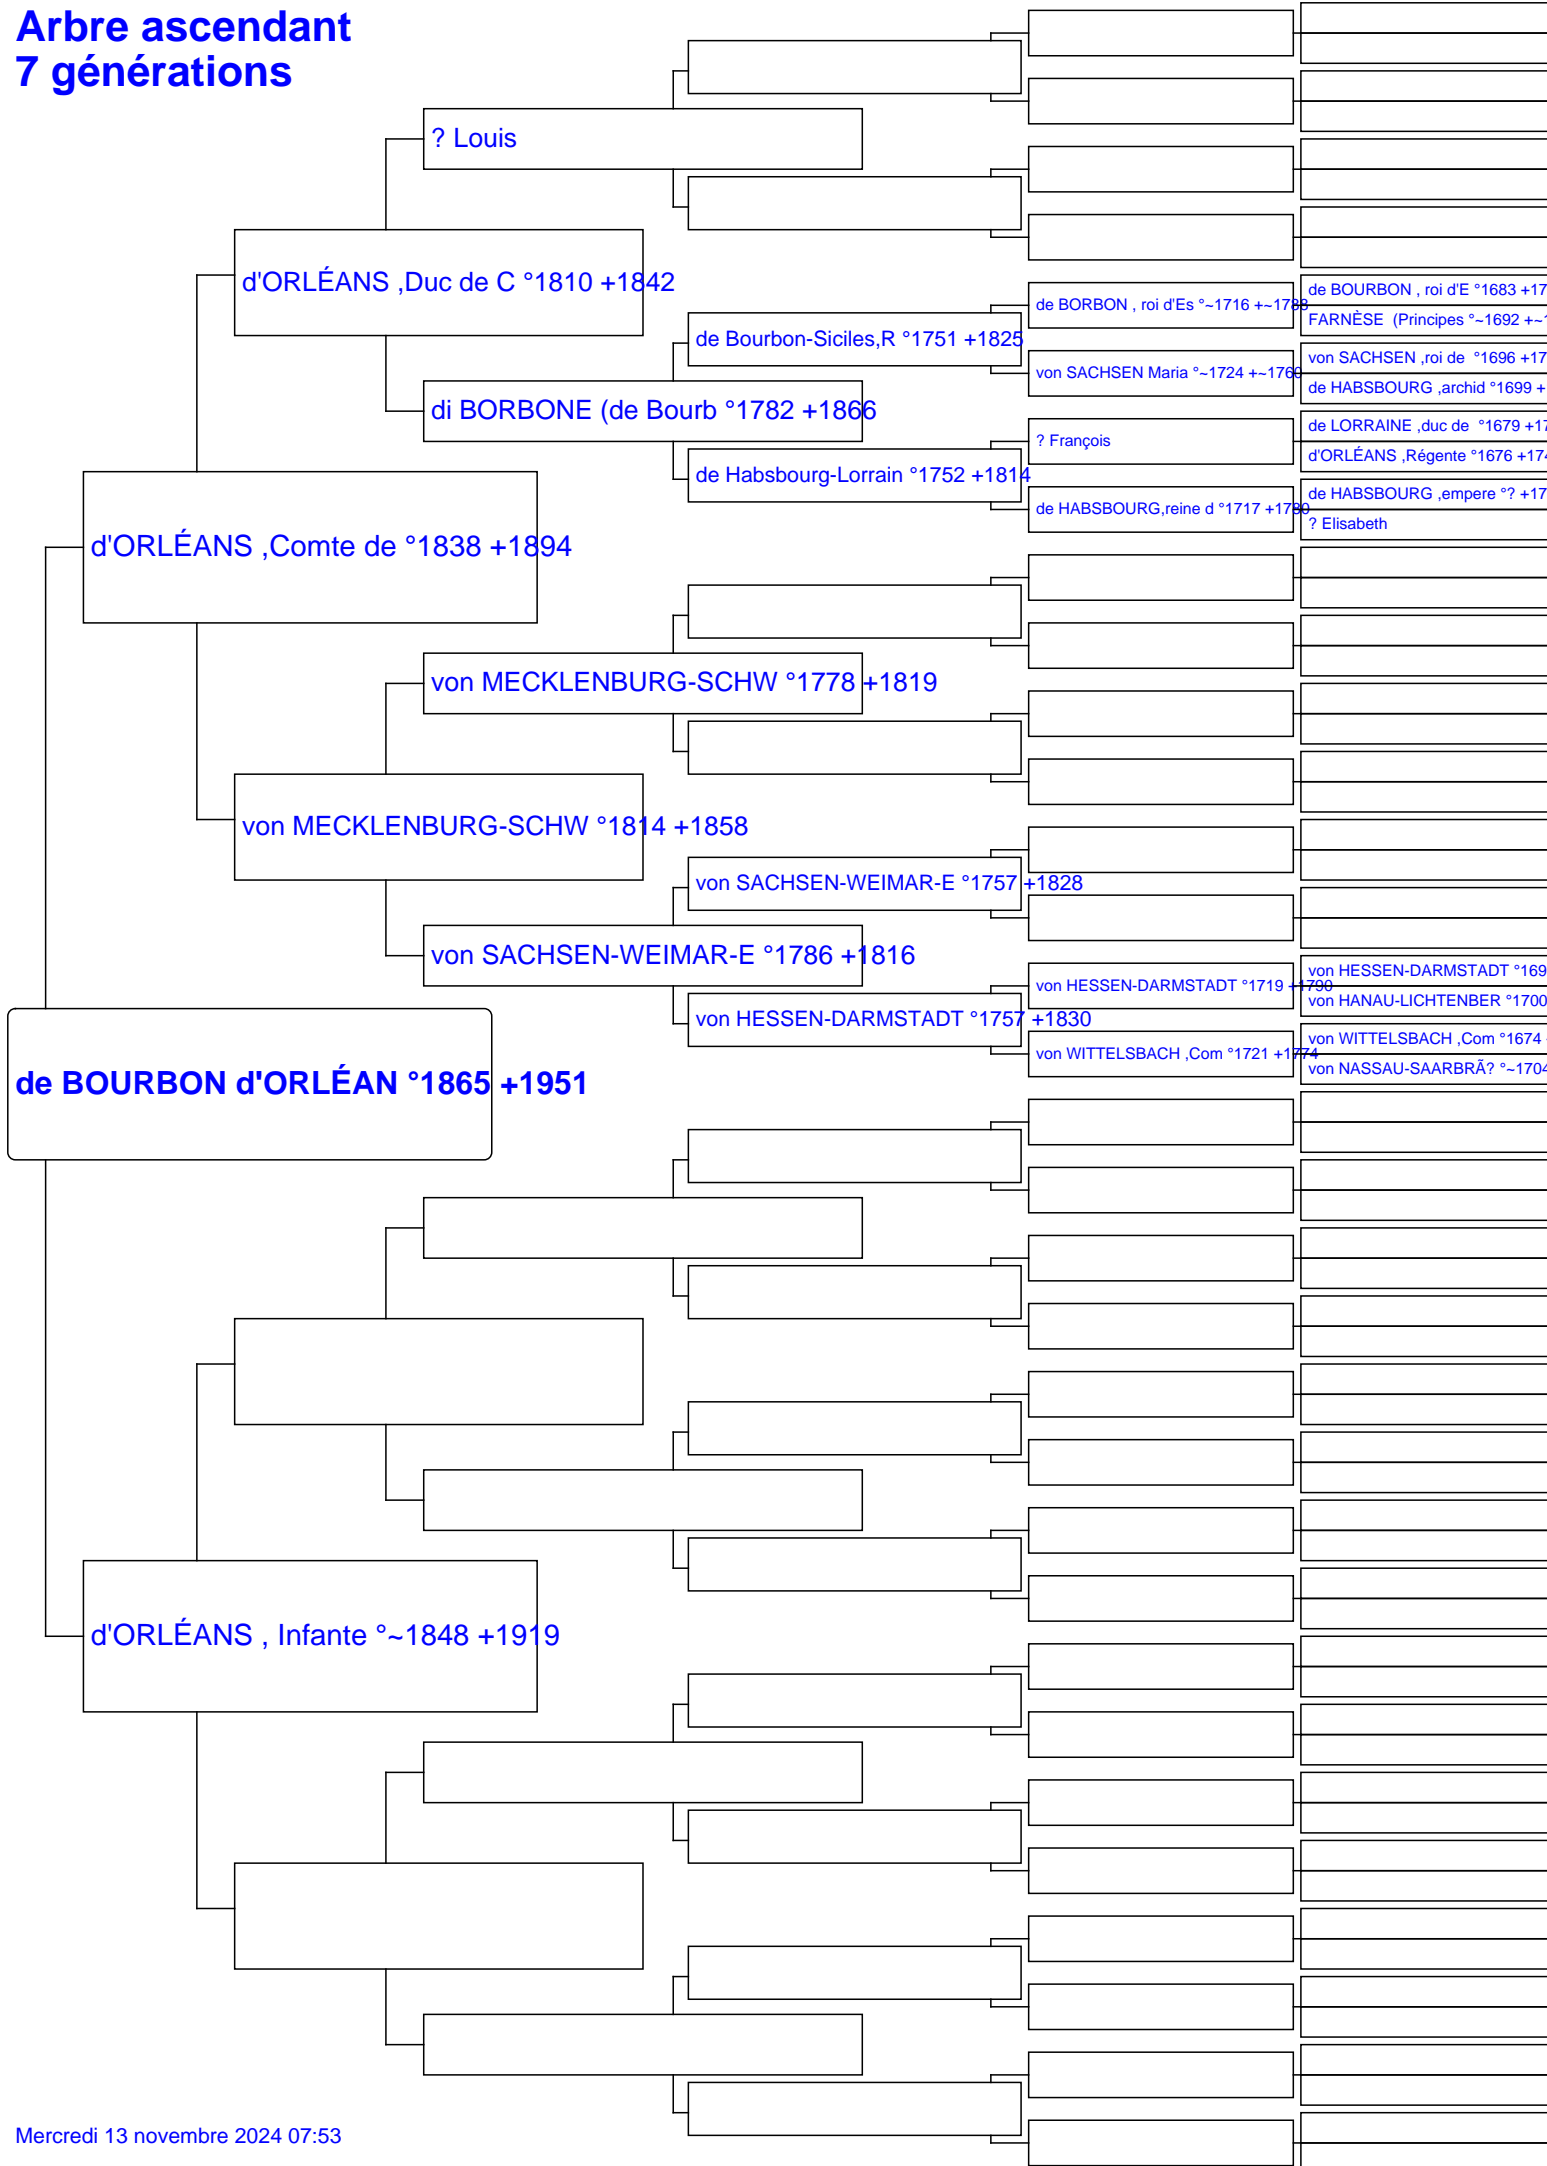 Arbre ascendant
7 générations
? Louis
d'ORLÉANS ,Duc de C °1810 +1842
de BORBON , roi d'Es °~1716 +~1788
de BOURBON , roi d'E °1683 +17
FARNÈSE  (Principes °~1692 +~1
de Bourbon-Siciles,R °1751 +1825
von SACHSEN Maria °~1724 +~1760
von SACHSEN ,roi de  °1696 +17
de HABSBOURG ,archid °1699 +
di BORBONE (de Bourb °1782 +1866
? François
de LORRAINE ,duc de  °1679 +17
d'ORLÉANS ,Régente °1676 +174
de Habsbourg-Lorrain °1752 +1814
de HABSBOURG,reine d °1717 +1780
de HABSBOURG ,empere °? +17
? Elisabeth
d'ORLÉANS ,Comte de °1838 +1894
von MECKLENBURG-SCHW °1778 +1819
von MECKLENBURG-SCHW °1814 +1858
von SACHSEN-WEIMAR-E °1757 +1828
von SACHSEN-WEIMAR-E °1786 +1816
von HESSEN-DARMSTADT °1719 +1790
von HESSEN-DARMSTADT °169
von HANAU-LICHTENBER °1700
von HESSEN-DARMSTADT °1757 +1830
von WITTELSBACH ,Com °1721 +1774
von WITTELSBACH ,Com °1674
von NASSAU-SAARBRÃ? °~1704
de BOURBON d'ORLÉAN °1865 +1951
d'ORLÉANS , Infante °~1848 +1919
Mercredi 13 novembre 2024 07:53